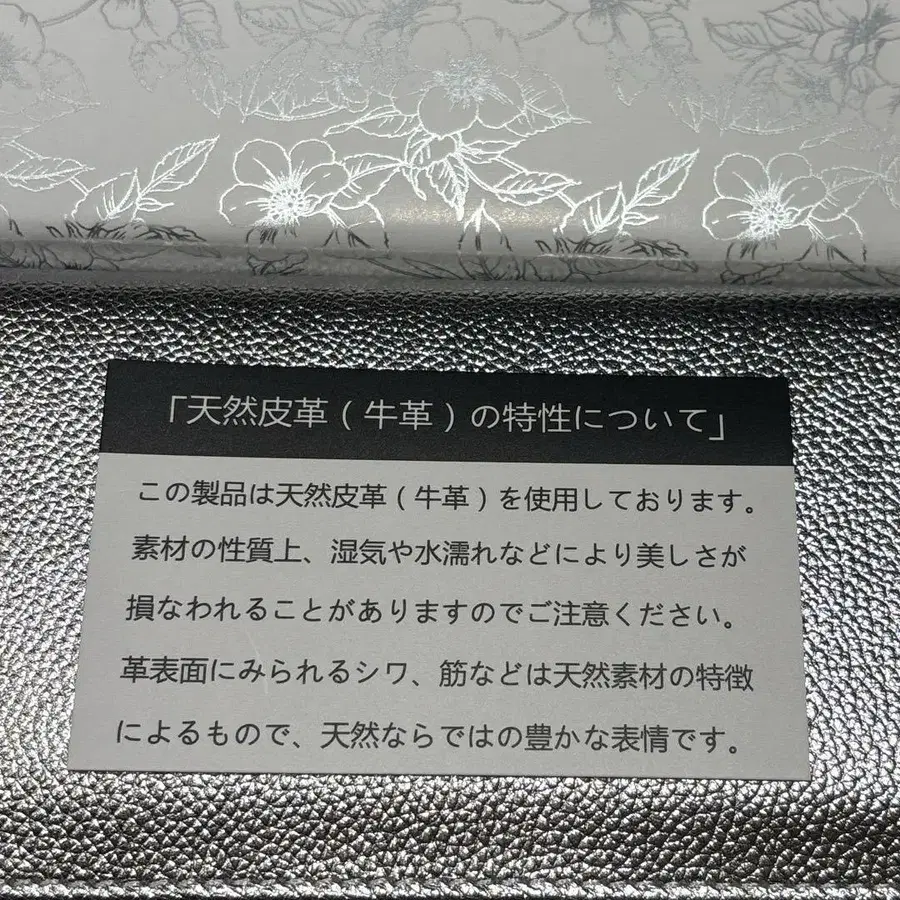 「天然皮革(牛革)の特性について」
この製品は天然皮革(牛革)を使用しております。
素材の性質上、湿気や水濡れなどにより美しさが
損なわれることがありますのでご注意ください。
革表面にみられるシワ、筋などは天然素材の特徴
によるもので、天然ならではの豊かな表情です。